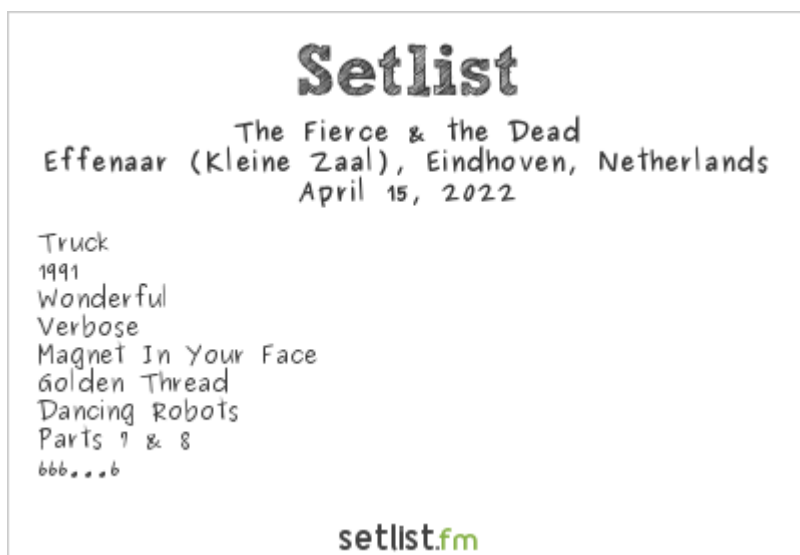 Setlist
The Fierce & the Dead
Effenaar (Kleine Zaal), Eindhoven, Netherlands
April 15, 2022
Truck
1991
Wonderful
Verbose
Magnet In Your Face
Golden Thread
Dancing Robots
Parts 7 & 8
666...6
setlist.fm